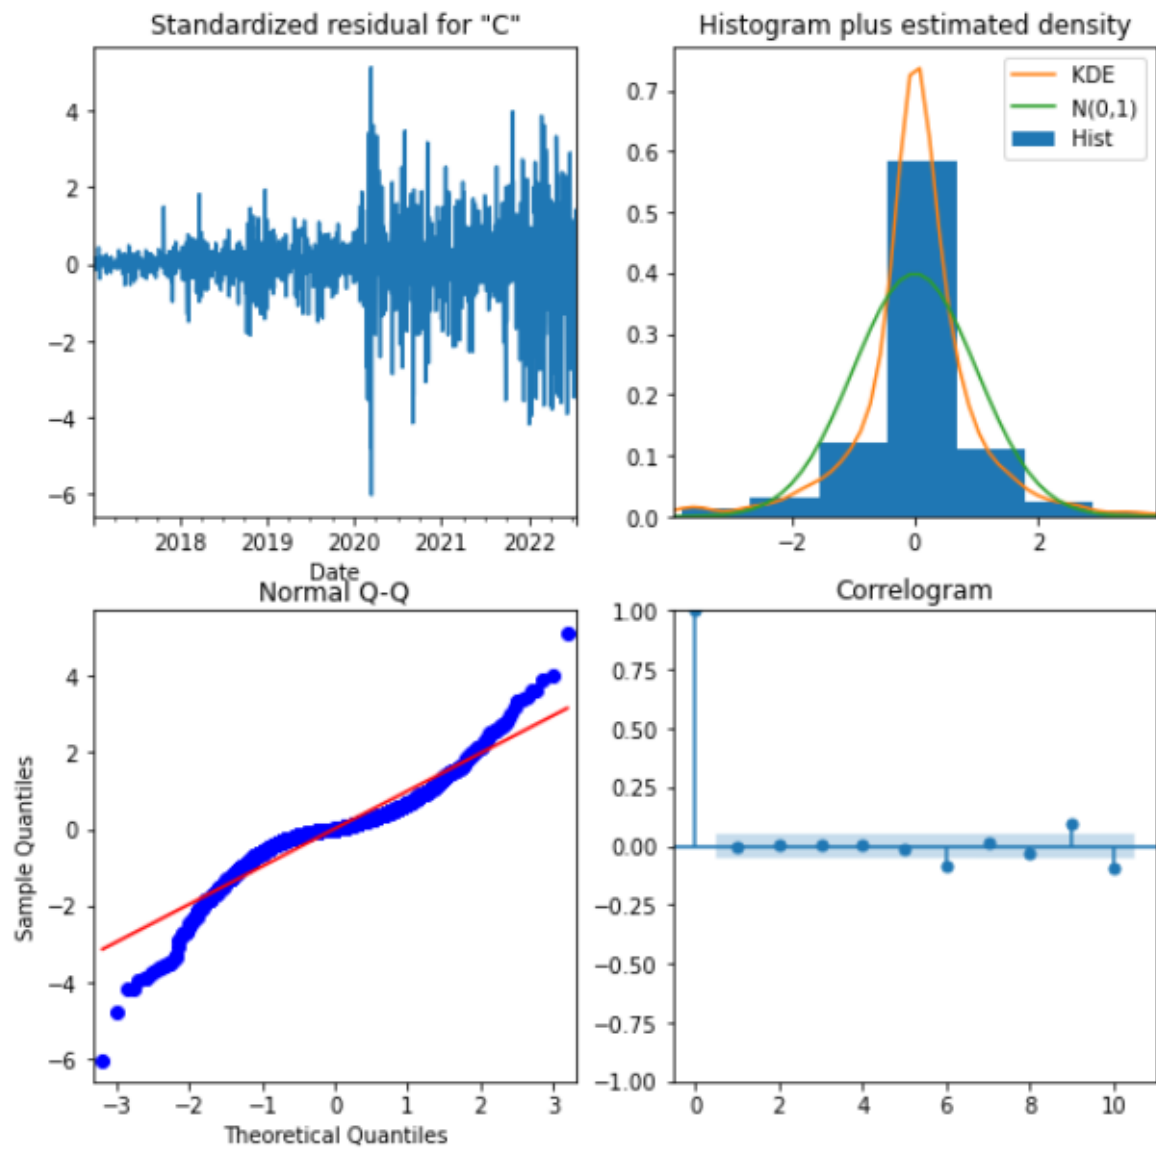 Standardized residual for "C"
4
2
0
−2
−4
−6
2018 2019 2020 2021 2022
Date
Histogram plus estimated density
KDE
N(0,1)
Hist
0.7
0.6
0.5
0.4
0.3
0.2
0.1
0.0
−2 0 2
Normal Q-Q
Sample Quantiles
4
2
0
−2
−4
−6
−3 −2 −1 0 1 2 3
Theoretical Quantiles
Correlogram
1.00
0.75
0.50
0.25
0.00
−0.25
−0.50
−0.75
−1.00
0 2 4 6 8 10